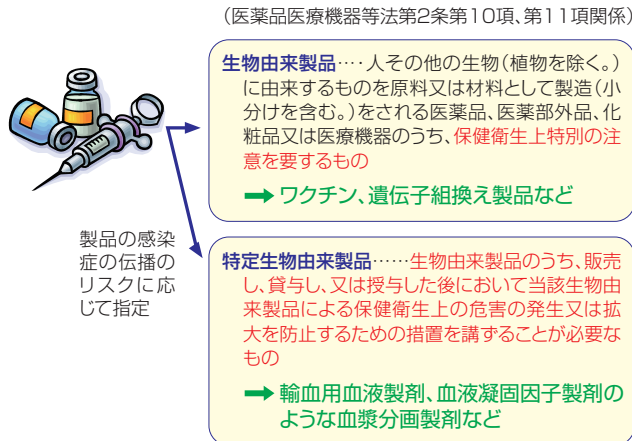 （医薬品医療機器等法第2条第10項、第11項関係）
生物由来製品‥‥人その他の生物（植物を除く。）
に由来するものを原料又は材料として製造（小
分けを含む。）をされる医薬品、医薬部外品、化
粧品又は医療機器のうち、保健衛生上特別の注
意を要するもの
➡ ワクチン、遺伝子組換え製品など
製品の感染
症の伝播の
リスクに応
じて指定
特定生物由来製品……生物由来製品のうち、販売
し、貸与し、又は授与した後において当該生物由
来製品による保健衛生上の危害の発生又は拡
大を防止するための措置を講ずることが必要な
もの
➡ 輸血用血液製剤、血液凝固因子製剤の
ような血漿分画製剤など